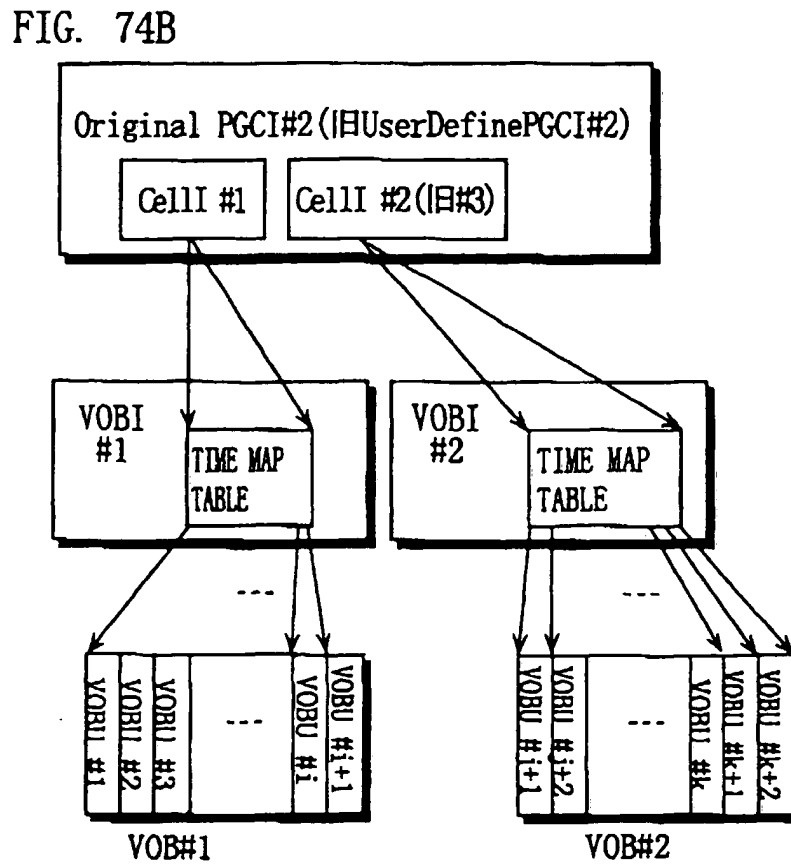 FIG. 74B
Original PGCI#2(旧UserDefinePGCI#2)
CellI #1
CellI #2(旧#3)
VOBI
#1
TIME MAP
TABLE
VOBI
#2
TIME MAP
TABLE
---
---
VOBU #1
VOBU #2
VOBU #3
---
VOBU #i
VOBU #i+1
VOBU #j+1
VOBU #j+2
---
VOBU #k
VOBU #k+1
VOBU #k+2
VOB#1
VOB#2